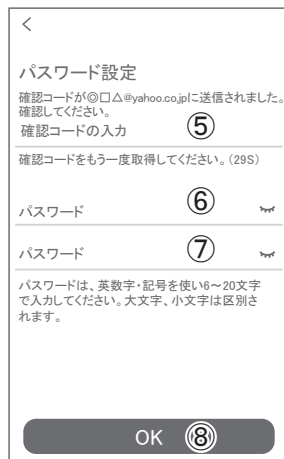 <
パスワード設定
確認コードが◎□△@yahoo.co.jpに送信されました。
確認してください。
確認コードの入力 ⑤
確認コードをもう一度取得してください。(29S)
パスワード ⑥
パスワード ⑦
パスワードは、英数字・記号を使い6～20文字
で入力してください。大文字、小文字は区別さ
れます。
OK ⑧